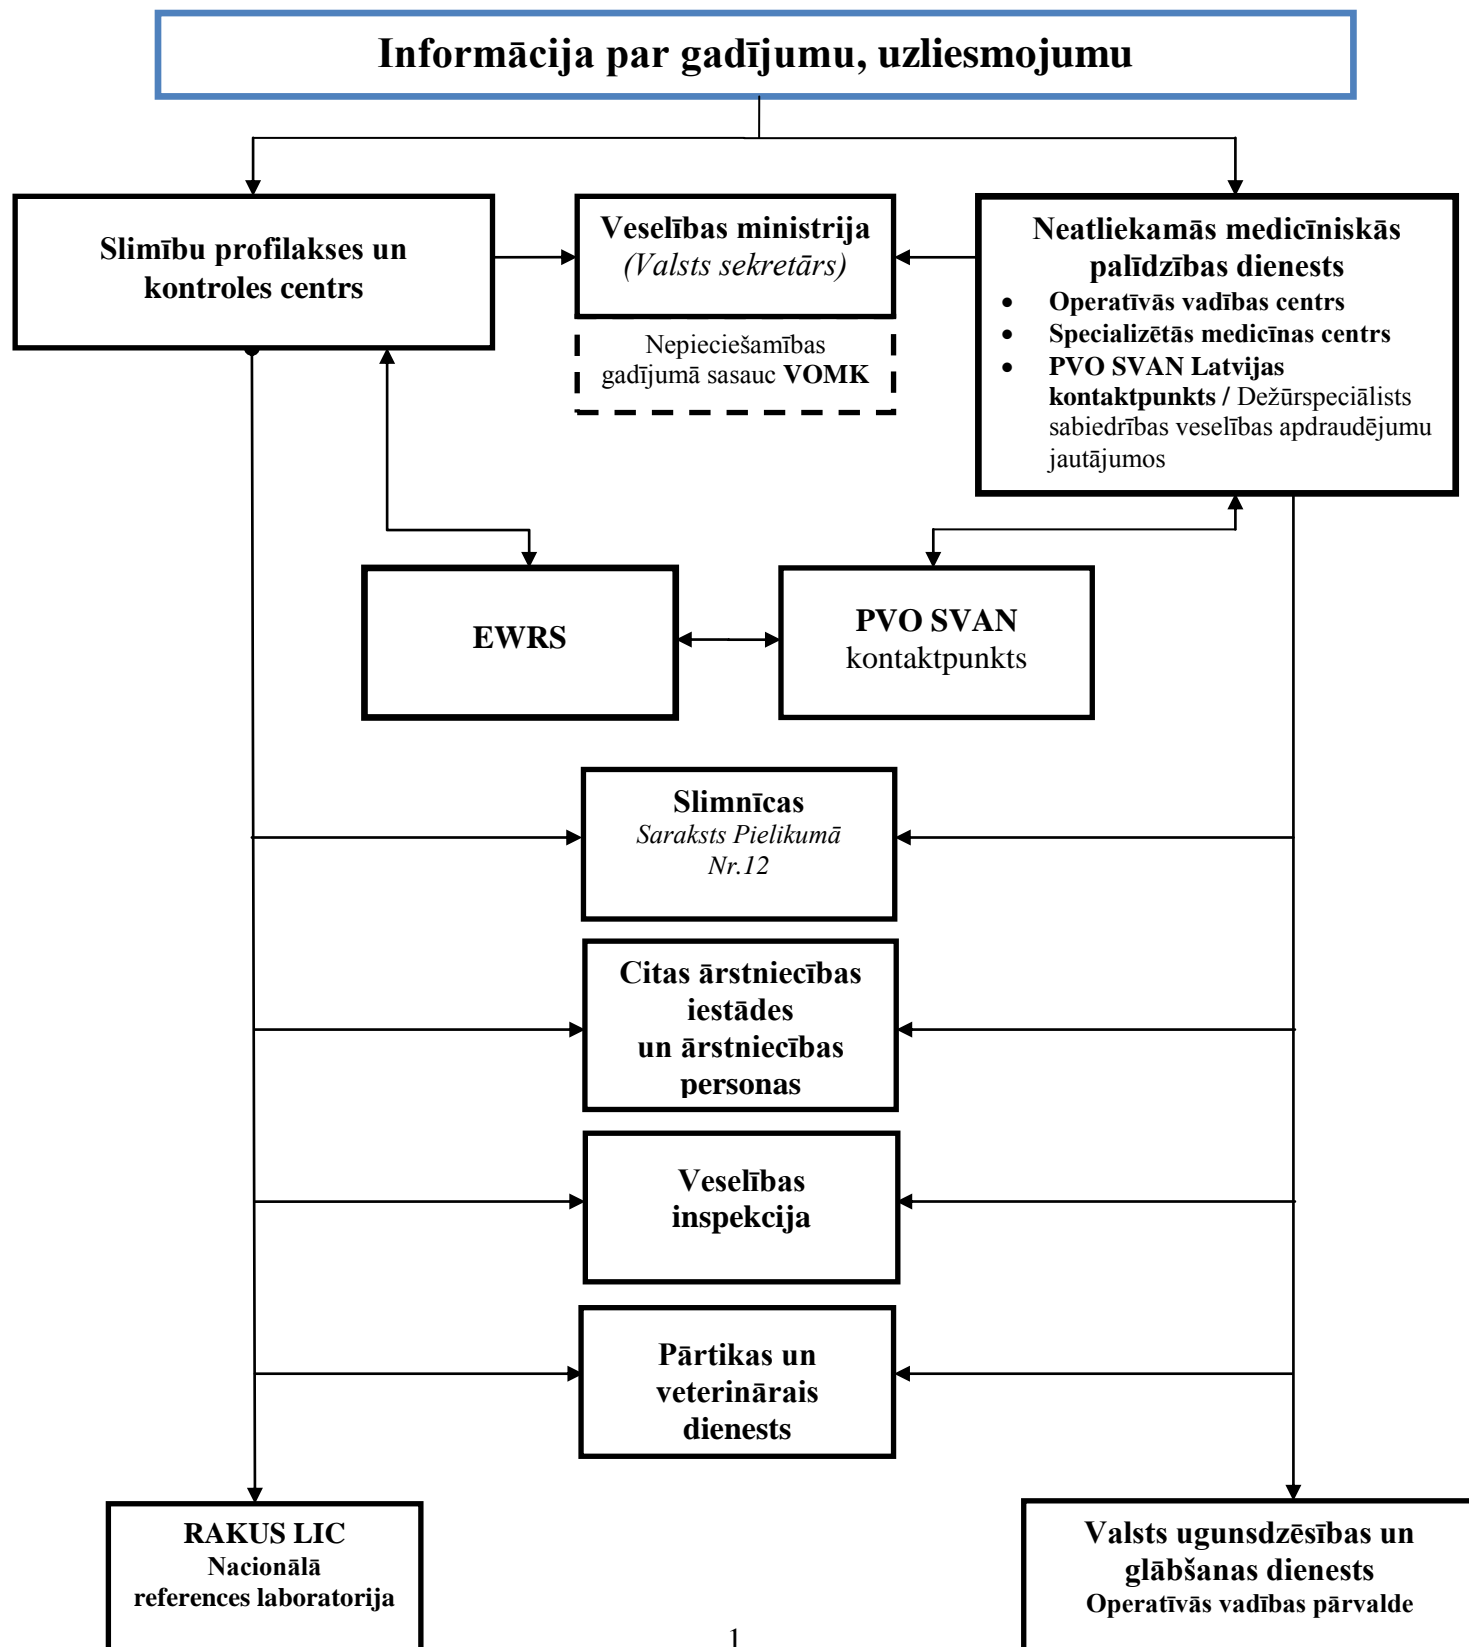 Informācija par gadījumu, uzliesmojumu
Slimību profilakses un
kontroles centrs
Veselības ministrija
(Valsts sekretārs)
Nepieciešamības
gadījumā sasauc VOMK
Neatliekamās medicīniskās
palīdzības dienests
• Operatīvās vadības centrs
• Specializētās medicīnas centrs
• PVO SVAN Latvijas
kontaktpunkts / Dežūrspeciālists
sabiedrības veselības apdraudējumu
jautājumos
EWRS
PVO SVAN
kontaktpunkts
Slimnīcas
Saraksts Pielikumā
Nr.12
Citas ārstniecības
iestādes
un ārstniecības
personas
Veselības
inspekcija
Pārtikas un
veterinārais
dienests
RAKUS LIC
Nacionālā
references laboratorija
Valsts ugunsdzēsības un
glābšanas dienests
Operatīvās vadības pārvalde
1